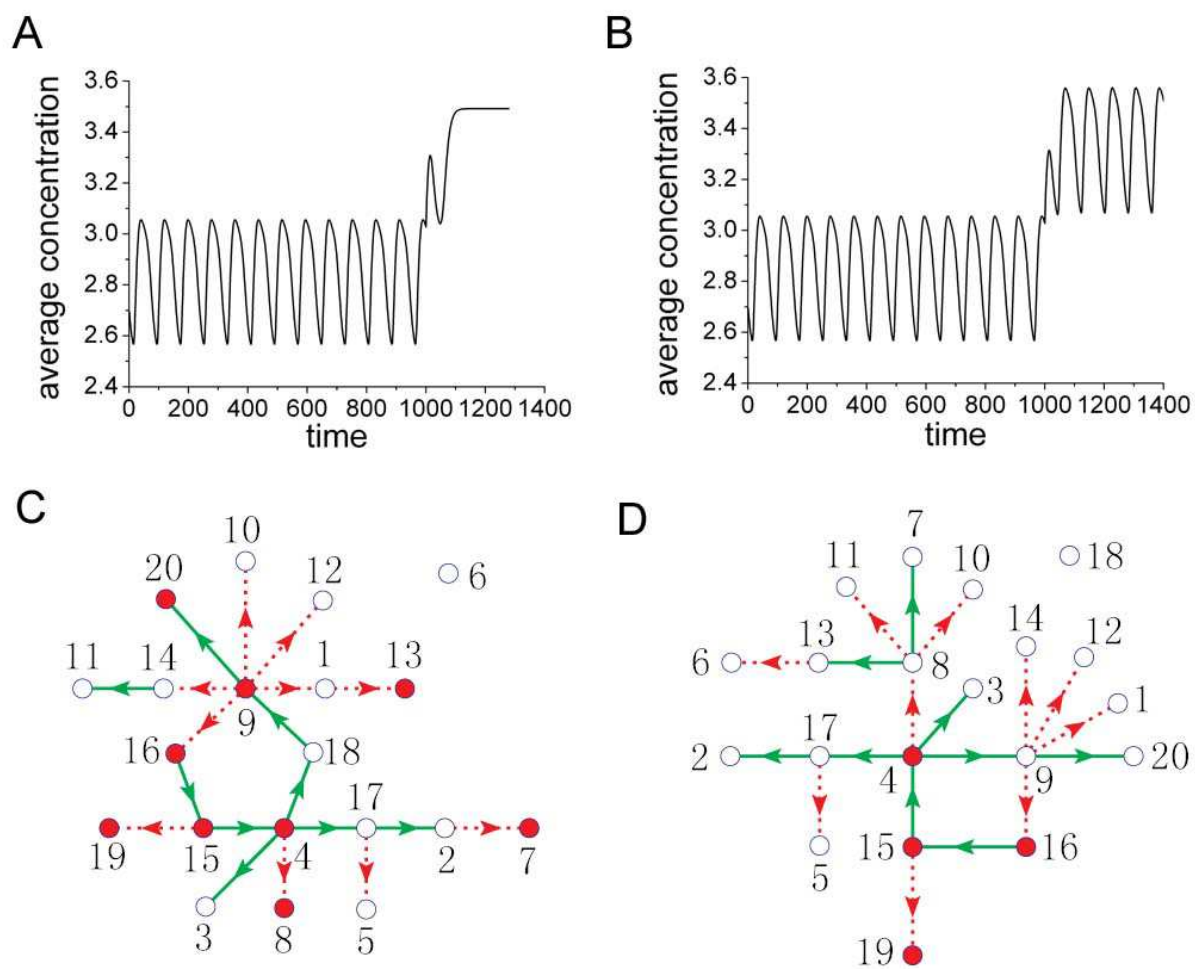 A
B
average concentration
3.6
3.4
3.2
3.0
2.8
2.6
2.4
0 200 400 600 800 1000 1200 1400
time
average concentration
3.6
3.4
3.2
3.0
2.8
2.6
2.4
0 200 400 600 800 1000 1200 1400
time
C
10
20
12
6
11 14 1 13
9
16 18
17
19 15 4 2 7
3 8 5
D
7
11 10 18
14 12
6 13 8 3 1
2 17 4 9 20
15 16
5
19